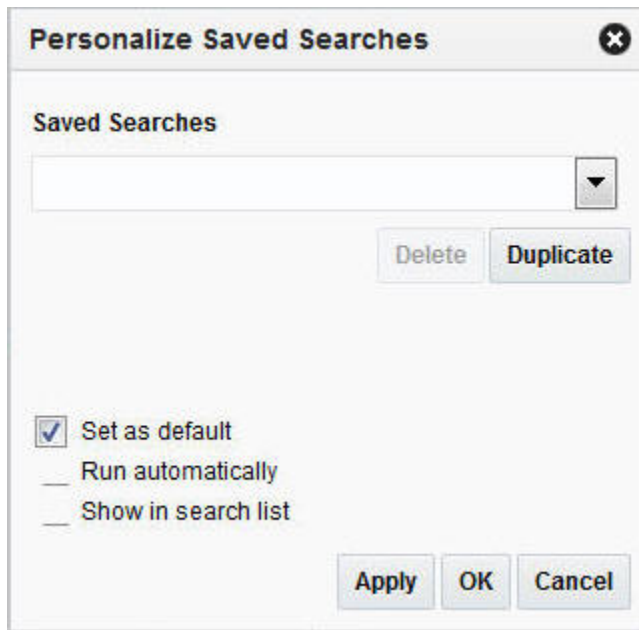 Personalize Saved Searches
Saved Searches
Delete Duplicate
Set as default
Run automatically
Show in search list
Apply OK Cancel